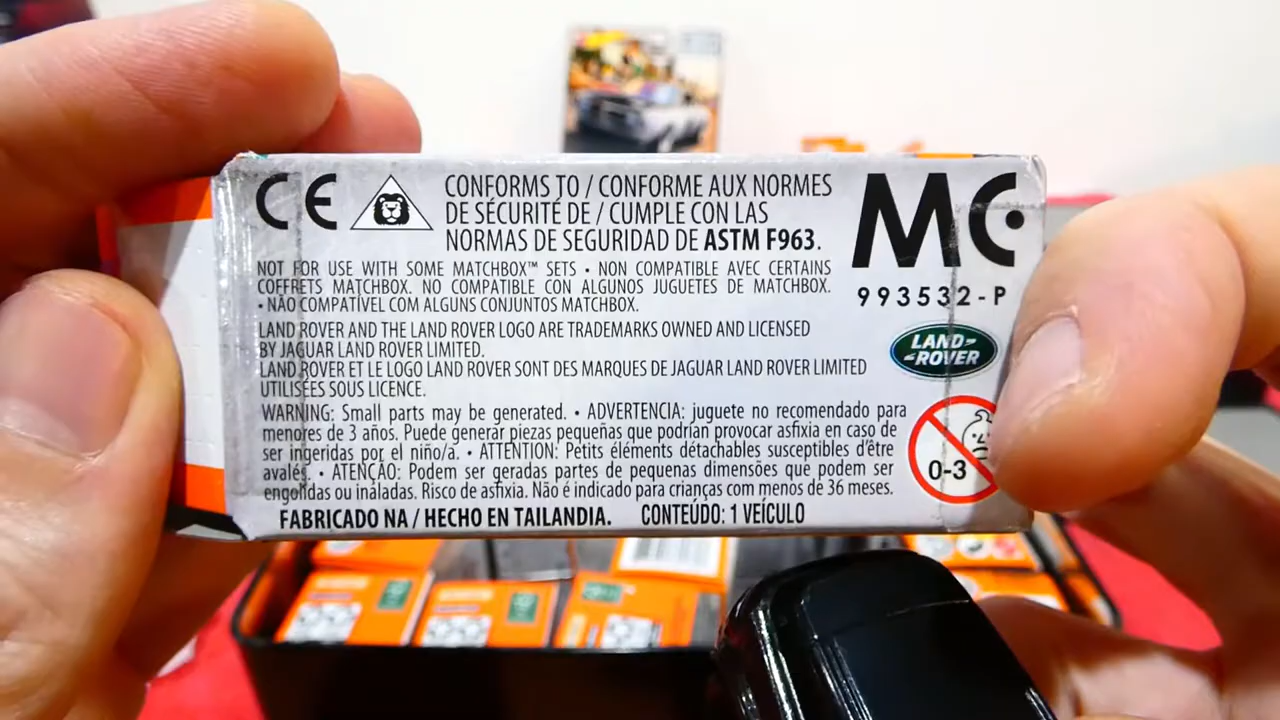 CE
CONFORMS TO / CONFORME AUX NORMES
DE SÉCURITÉ DE / CUMPLE CON LAS
NORMAS DE SEGURIDAD DE ASTM F963.
MC
993532-P
NOT FOR USE WITH SOME MATCHBOX™ SETS • NON COMPATIBLE AVEC CERTAINS
COFFRETS MATCHBOX. NO COMPATIBLE CON ALGUNOS JUGUETES DE MATCHBOX.
• NÃO COMPATÍVEL COM ALGUNS CONJUNTOS MATCHBOX.
LAND ROVER AND THE LAND ROVER LOGO ARE TRADEMARKS OWNED AND LICENSED
BY JAGUAR LAND ROVER LIMITED.
LAND ROVER ET LE LOGO LAND ROVER SONT DES MARQUES DE JAGUAR LAND ROVER LIMITED
UTILISÉES SOUS LICENCE.
LAND-
-ROVER
WARNING: Small parts may be generated. • ADVERTENCIA: juguete no recomendado para
menores de 3 años. Puede generar piezas pequeñas que podrían provocar asfixia en caso de
ser ingeridas por el niño/a. • ATTENTION: Petits éléments détachables susceptibles d'être
avalés. • ATENÇÃO: Podem ser geradas partes de pequenas dimensões que podem ser
engolidas ou inaladas. Risco de asfixia. Não é indicado para crianças com menos de 36 meses.
0-3
FABRICADO NA / HECHO EN TAILANDIA. CONTEÚDO: 1 VEÍCULO